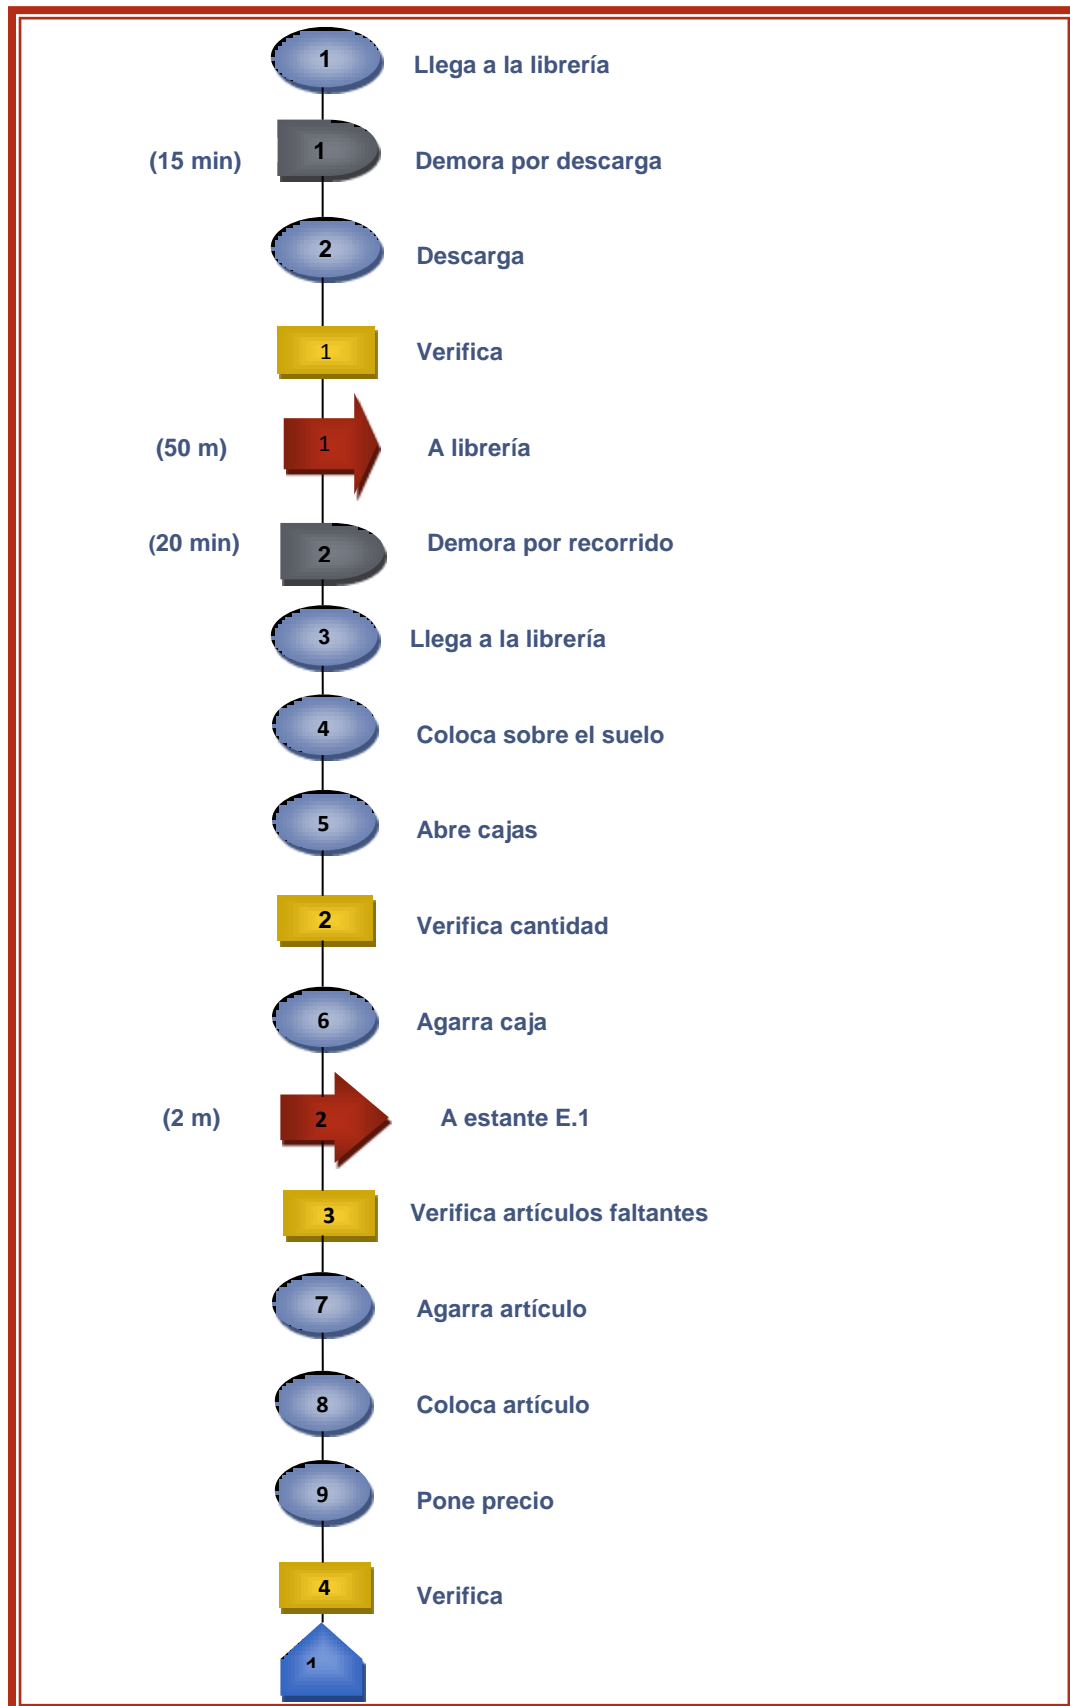 1 Llega a la librería
(15 min) 1 Demora por descarga
2 Descarga
1 Verifica
(50 m) 1 A librería
(20 min) 2 Demora por recorrido
3 Llega a la librería
4 Coloca sobre el suelo
5 Abre cajas
2 Verifica cantidad
6 Agarra caja
(2 m) 2 A estante E.1
3 Verifica artículos faltantes
7 Agarra artículo
8 Coloca artículo
9 Pone precio
4 Verifica
1